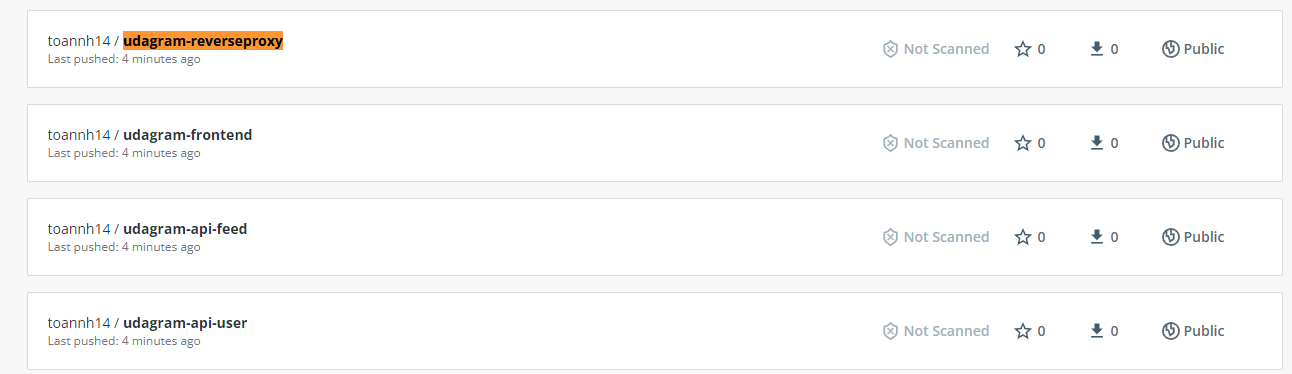 toannh14 / udagram-reverseproxy
Last pushed: 4 minutes ago
Not Scanned 0 0 Public
toannh14 / udagram-frontend
Last pushed: 4 minutes ago
Not Scanned 0 0 Public
toannh14 / udagram-api-feed
Last pushed: 4 minutes ago
Not Scanned 0 0 Public
toannh14 / udagram-api-user
Last pushed: 4 minutes ago
Not Scanned 0 0 Public